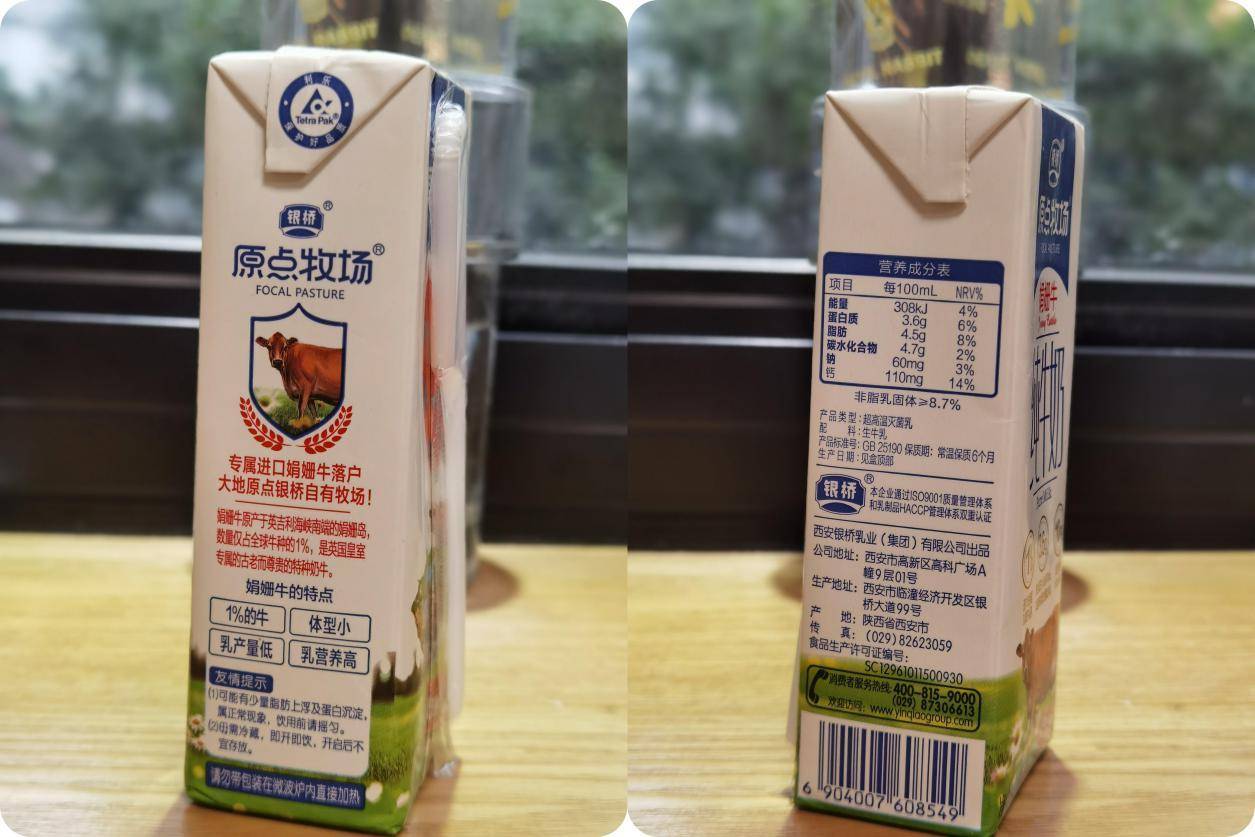 利乐
Tetra Pak®
保护好品质
银桥®
原点牧场®
FOCAL PASTURE
专属进口娟姗牛落户
大地原点银桥自有牧场！
娟姗牛原产于英吉利海峡南端的娟姗岛，
数量仅占全球牛种的1%，是英国皇室
专属的古老而尊贵的特种奶牛。
娟姗牛的特点
1%的牛 体型小
乳产量低 乳营养高
友情提示
(1)可能有少量脂肪上浮及蛋白沉淀，
属正常现象，饮用前请摇匀。
(2)毋需冷藏，即开即饮，开启后不
宜存放。
请勿带包装在微波炉内直接加热
营养成分表
项目 每100mL NRV%
能量 308kJ 4%
蛋白质 3.6g 6%
脂肪 4.5g 8%
碳水化合物 4.7g 2%
钠 60mg 3%
钙 110mg 14%
非脂乳固体≥8.7%
产品类型：超高温灭菌乳
配 料：生牛乳
产品标准号：GB 25190 保质期：常温保质6个月
生产日期：见盒顶部
银桥®
本企业通过ISO9001质量管理体系
和乳制品HACCP管理体系双重认证
西安银桥乳业（集团）有限公司出品
公司地址：西安市高新区高科广场A
幢9层01号
生产地址：西安市临潼经济开发区银
桥大道99号
产 地：陕西省西安市
传 真：(029)82623059
食品生产许可证编号：
SC12961011500930
消费者服务热线：400-815-9000
(029) 87306613
欢迎访问：www.yinqiaogroup.com
6 904007 608549
银桥
原点牧场
FOCAL PASTURE
娟姗牛
纯牛奶